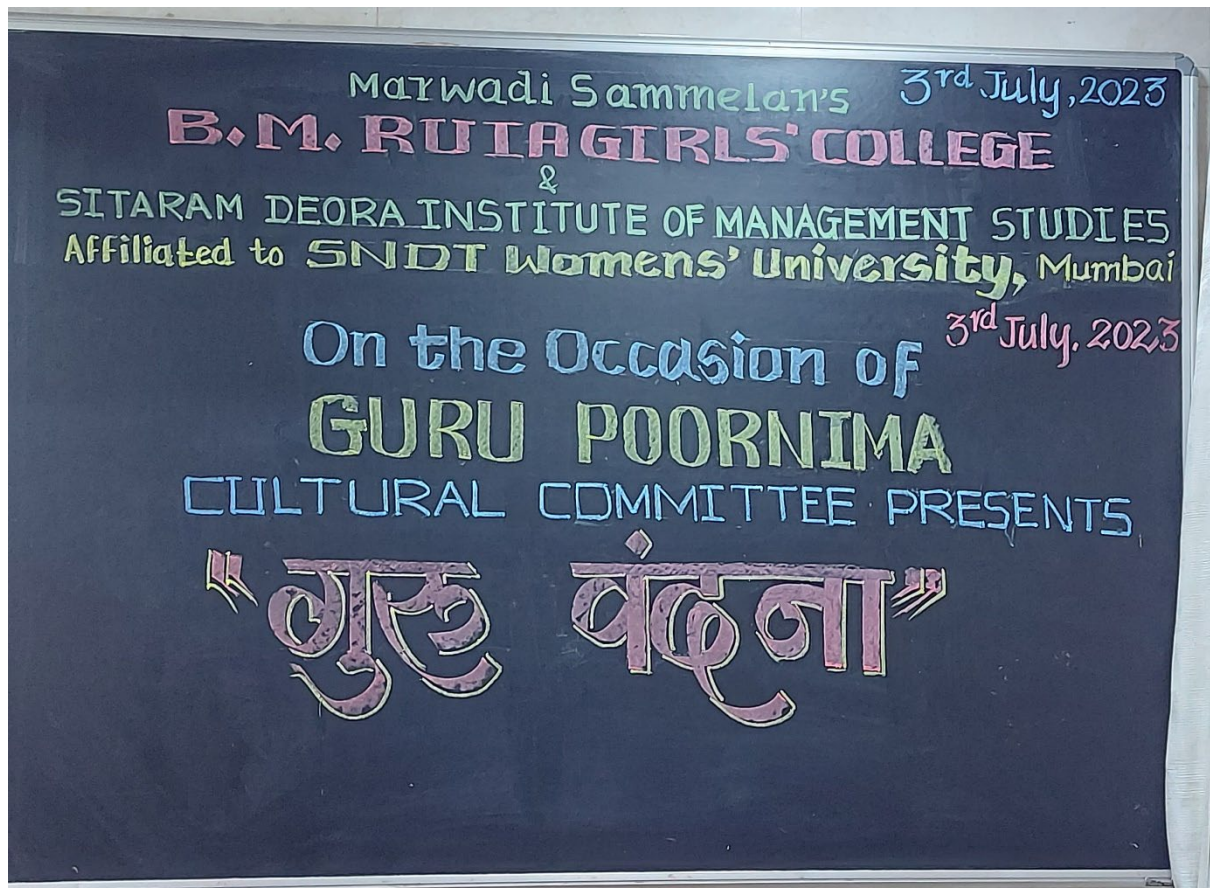 Marwadi Sammelan's 3rd July, 2023
B.M. RUIA GIRLS' COLLEGE
&
SITARAM DEORA INSTITUTE OF MANAGEMENT STUDIES
Affiliated to SNDT Womens' University, Mumbai
3rd July, 2023
On the Occasion of
GURU POORNIMA
CULTURAL COMMITTEE PRESENTS
"गुरु वंदना"